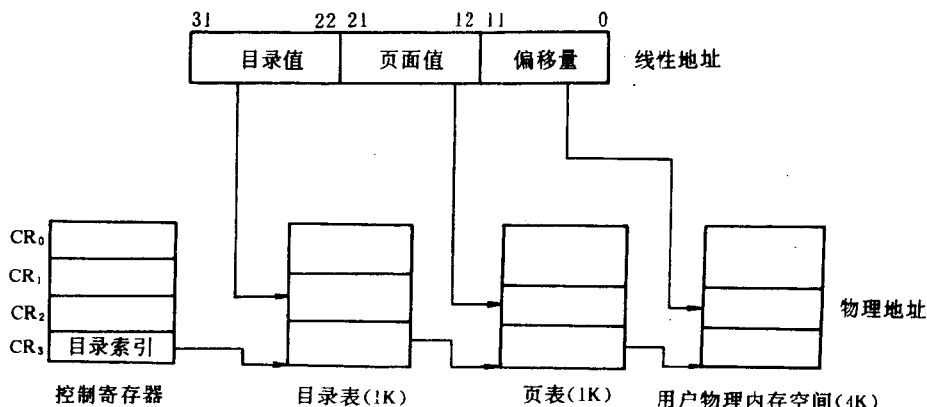 31 22 21 12 11 0
目录值 页面值 偏移量 线性地址
CR₀
CR₁
CR₂ 物理地址
CR₃ 目录索引
控制寄存器 目录表(1K) 页表(1K) 用户物理内存空间(4K)